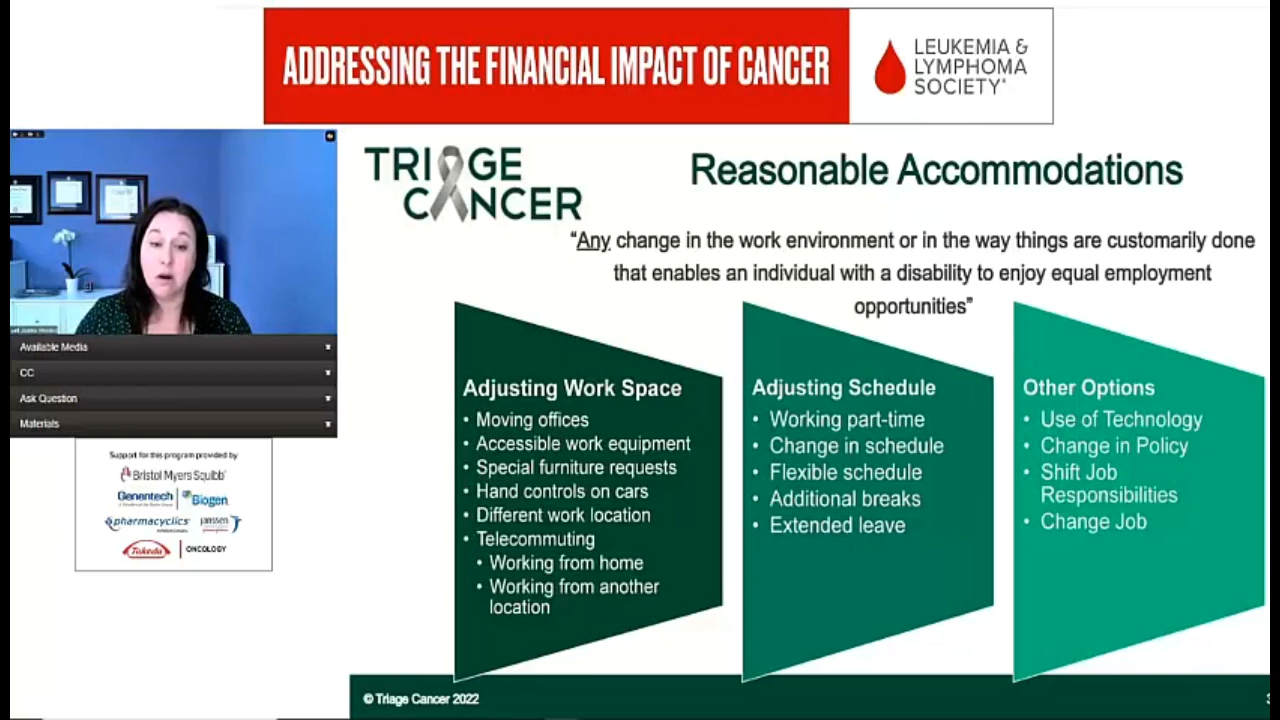 ADDRESSING THE FINANCIAL IMPACT OF CANCER
LEUKEMIA &
LYMPHOMA
SOCIETY®
TRIAGE
CANCER
Reasonable Accommodations
“Any change in the work environment or in the way things are customarily done
that enables an individual with a disability to enjoy equal employment
opportunities”
Available Media
CC
Ask Question
Materials
Support for this program provided by
Bristol Myers Squibb®
Genentech
Biogen
pharmacyclics
janssen
Takeda
ONCOLOGY
Adjusting Work Space
• Moving offices
• Accessible work equipment
• Special furniture requests
• Hand controls on cars
• Different work location
• Telecommuting
• Working from home
• Working from another
location
Adjusting Schedule
• Working part-time
• Change in schedule
• Flexible schedule
• Additional breaks
• Extended leave
Other Options
• Use of Technology
• Change in Policy
• Shift Job
Responsibilities
• Change Job
© Triage Cancer 2022